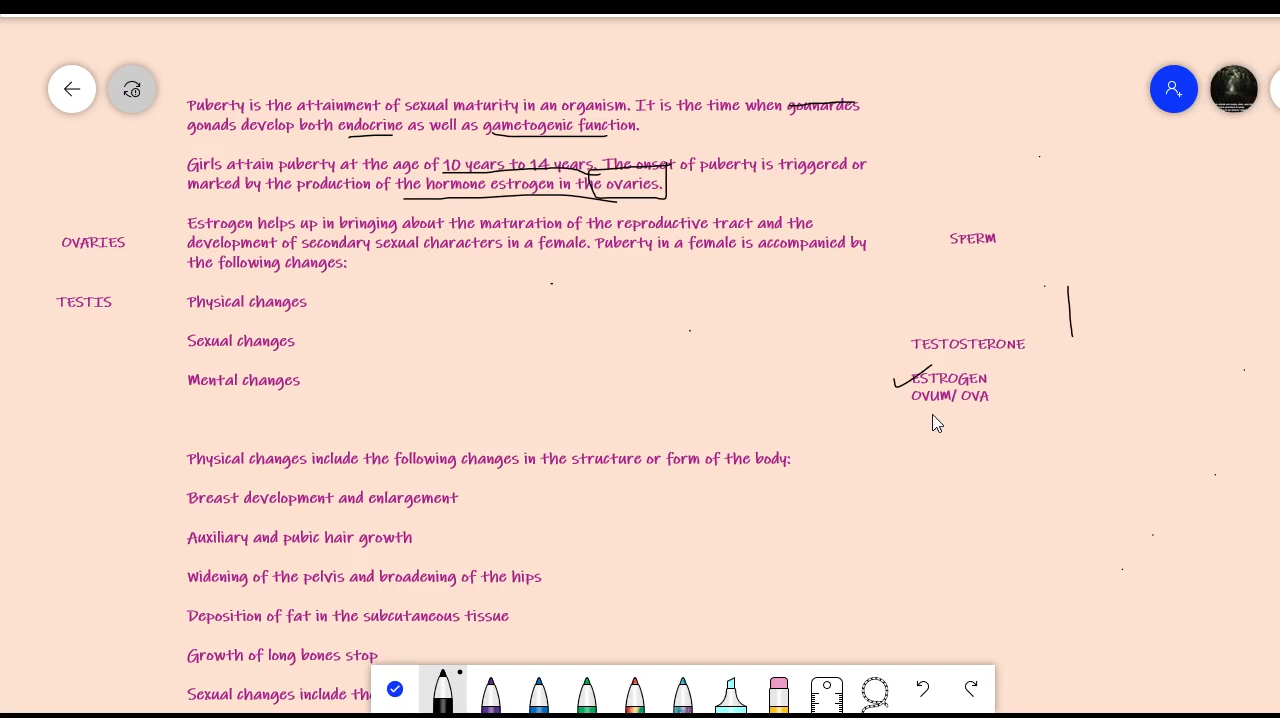 Puberty is the attainment of sexual maturity in an organism. It is the time when gonardes
gonads develop both endocrine as well as gametogenic function.
Girls attain puberty at the age of 10 years to 14 years. The onset of puberty is triggered or
marked by the production of the hormone estrogen in the ovaries.
Estrogen helps up in bringing about the maturation of the reproductive tract and the
development of secondary sexual characters in a female. Puberty in a female is accompanied by
the following changes:
OVARIES
SPERM
TESTIS
Physical changes
Sexual changes
TESTOSTERONE
Mental changes
ESTROGEN
OVUM/ OVA
Physical changes include the following changes in the structure or form of the body:
Breast development and enlargement
Auxiliary and pubic hair growth
Widening of the pelvis and broadening of the hips
Deposition of fat in the subcutaneous tissue
Growth of long bones stop
Sexual changes include